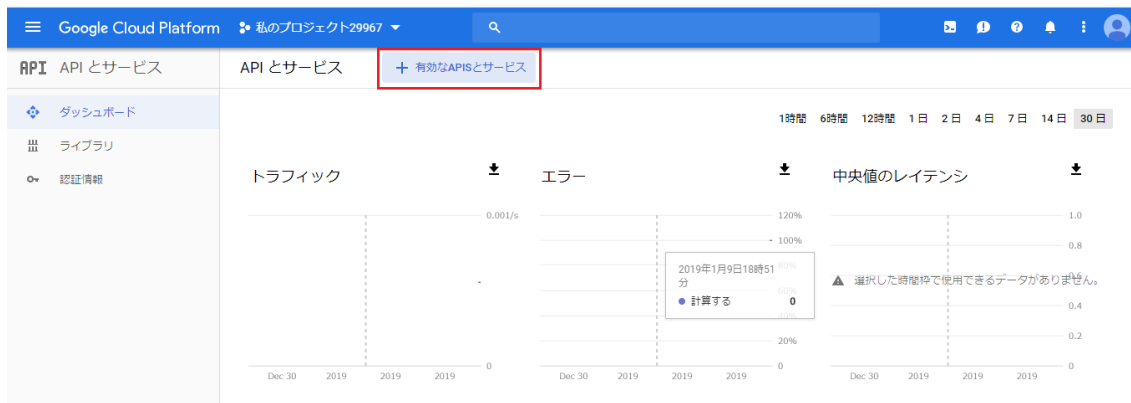 Google Cloud Platform 私のプロジェクト29967
API API とサービス
API とサービス
+ 有効なAPISとサービス
ダッシュボード
ライブラリ
認証情報
1時間 6時間 12時間 1日 2日 4日 7日 14日 30日
トラフィック
0.001/s
0
Dec 30 2019 2019 2019
エラー
120%
100%
80%
60%
40%
20%
0
2019年1月9日18時51
分
計算する 0
Dec 30 2019 2019 2019
中央値のレイテンシ
1.0
0.8
0.6
選択した時間枠で使用できるデータがありません。
0.4
0.2
0
Dec 30 2019 2019 2019